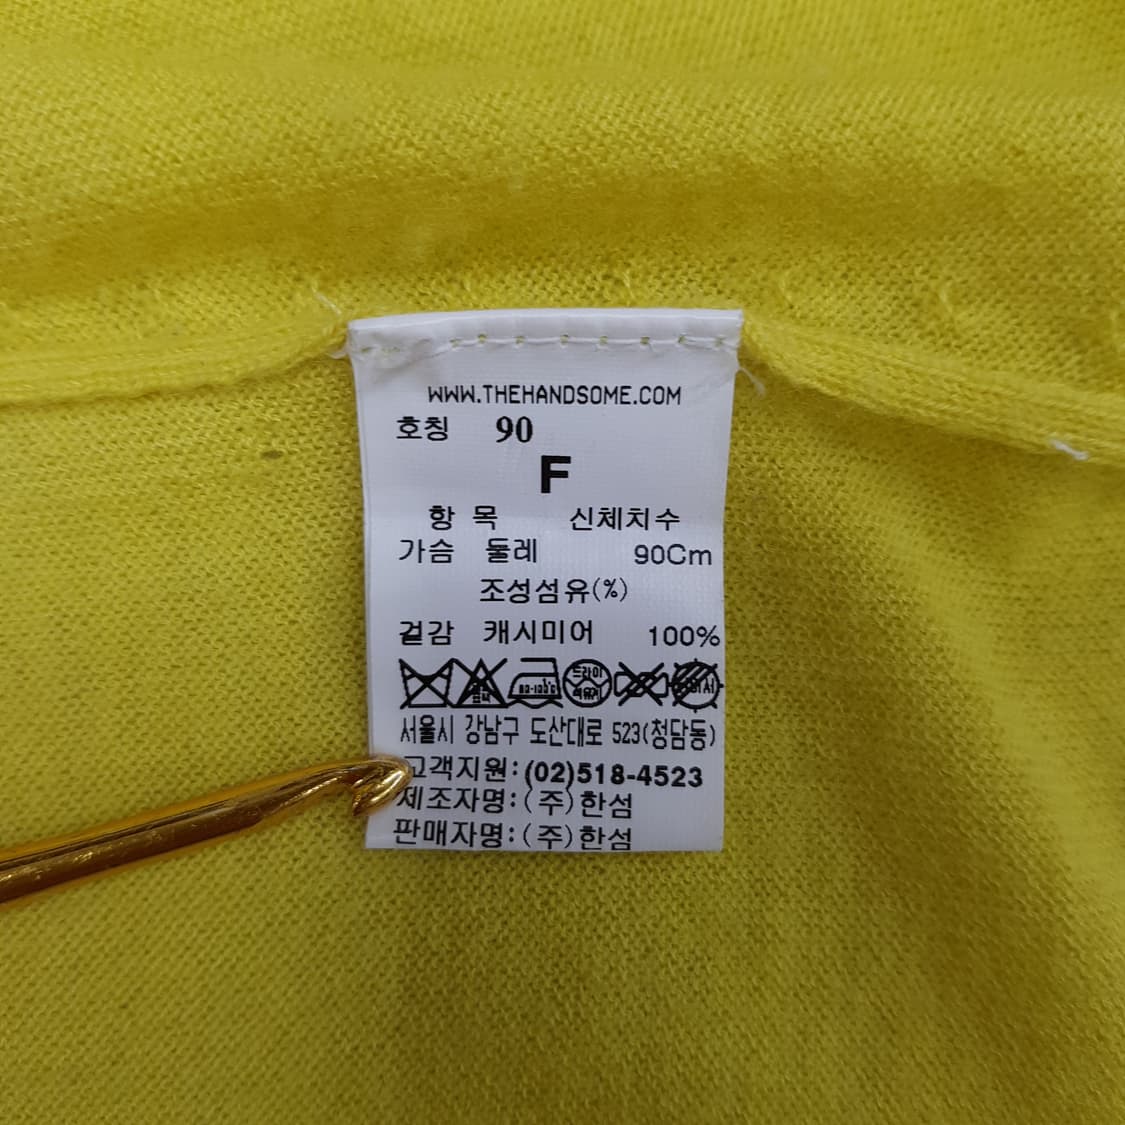 WWW.THEHANDSOME.COM
호칭 90
F
항 목 신체치수
가슴 둘레 90Cm
조성섬유(%)
겉감 캐시미어 100%
드라이
서울시 강남구 도산대로 523(청담동)
고객지원:(02)518-4523
제조자명:(주)한섬
판매자명:(주)한섬